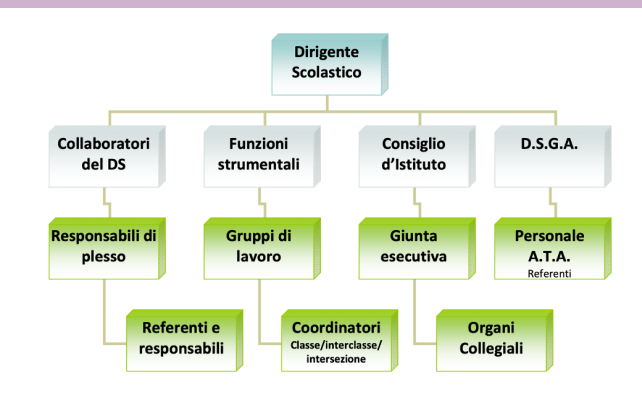 Dirigente
Scolastico
Collaboratori
del DS
Funzioni
strumentali
Consiglio
d'Istituto
D.S.G.A.
Responsabili di
plesso
Gruppi di
lavoro
Giunta
esecutiva
Personale
A.T.A.
Referenti
Referenti e
responsabili
Coordinatori
Classe/interclasse/
intersezione
Organi
Collegiali